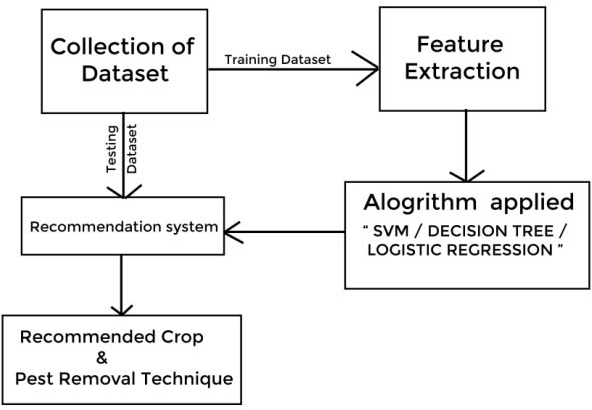 Collection of
Dataset
Training Dataset
Feature
Extraction
Testing
Dataset
Alogrithm applied
“ SVM / DECISION TREE /
LOGISTIC REGRESSION ”
Recommendation system
Recommended Crop
&
Pest Removal Technique